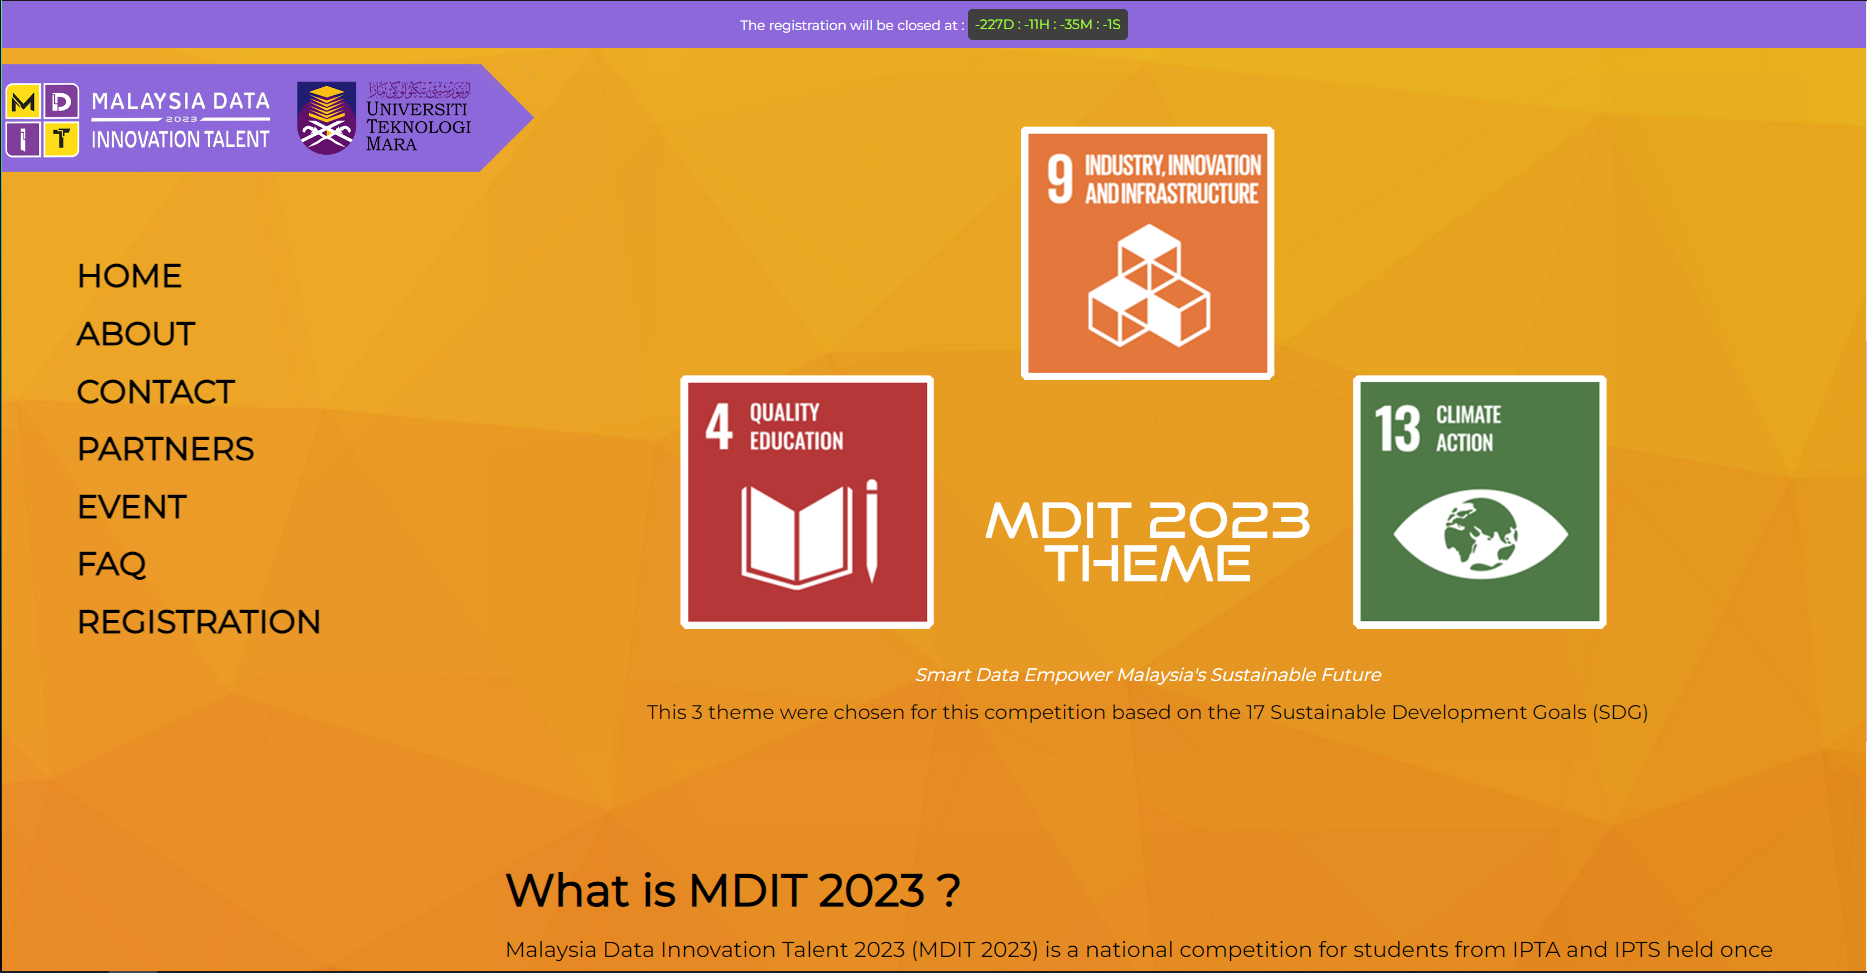 The registration will be closed at : -227D : -11H : -35M : -1S
M D
MALAYSIA DATA
2023
i T
INNOVATION TALENT
UNIVERSITI
TEKNOLOGI
MARA
HOME
ABOUT
CONTACT
PARTNERS
EVENT
FAQ
REGISTRATION
9 INDUSTRY, INNOVATION
AND INFRASTRUCTURE
4 QUALITY
EDUCATION
13 CLIMATE
ACTION
MDIT 2023
THEME
Smart Data Empower Malaysia's Sustainable Future
This 3 theme were chosen for this competition based on the 17 Sustainable Development Goals (SDG)
What is MDIT 2023 ?
Malaysia Data Innovation Talent 2023 (MDIT 2023) is a national competition for students from IPTA and IPTS held once